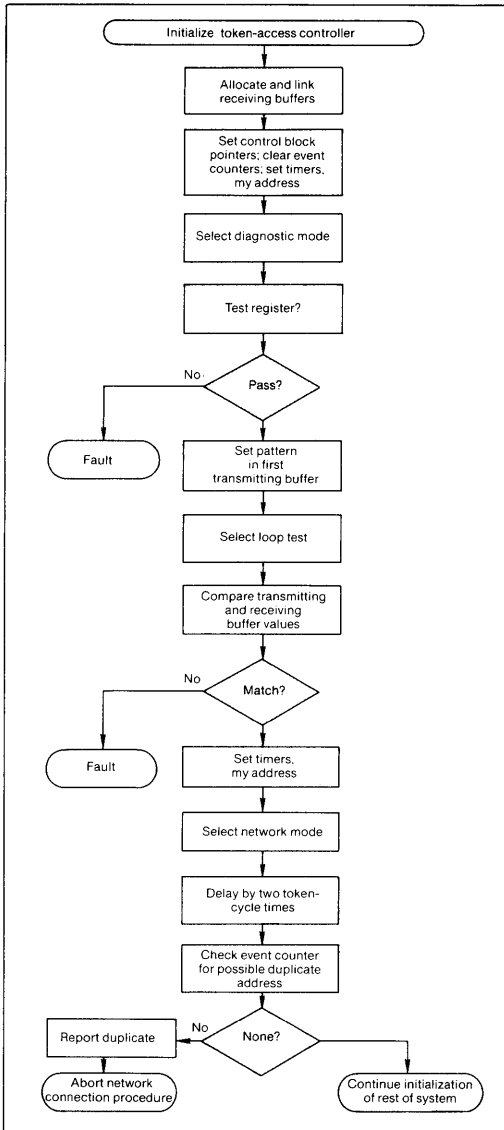 Initialize token-access controller
Allocate and link
receiving buffers
Set control block
pointers; clear event
counters; set timers,
my address
Select diagnostic mode
Test register?
No
Pass?
Fault
Set pattern
in first
transmitting buffer
Select loop test
Compare transmitting
and receiving
buffer values
No
Match?
Fault
Set timers,
my address
Select network mode
Delay by two token-
cycle times
Check event counter
for possible duplicate
address
Report duplicate
No
None?
Abort network
connection procedure
Continue initialization
of rest of system